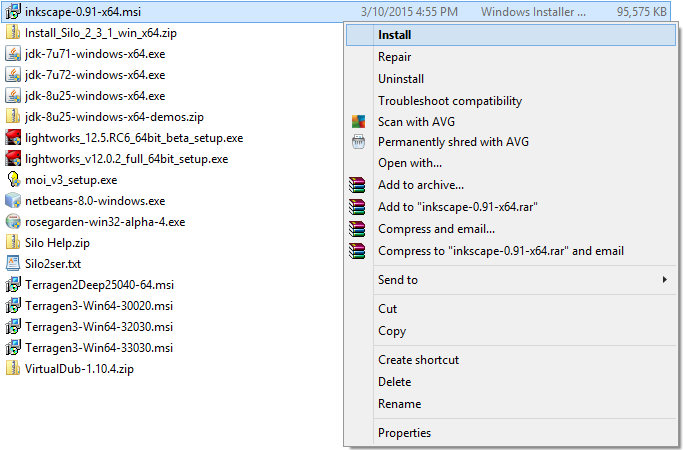 inkscape-0.91-x64.msi 3/10/2015 4:55 PM Windows Installer ... 95,575 KB
Install_Silo_2_3_1_win_x64.zip
jdk-7u71-windows-x64.exe
jdk-7u72-windows-x64.exe
jdk-8u25-windows-x64.exe
jdk-8u25-windows-x64-demos.zip
lightworks_12.5.RC6_64bit_beta_setup.exe
lightworks_v12.0.2_full_64bit_setup.exe
moi_v3_setup.exe
netbeans-8.0-windows.exe
rosegarden-win32-alpha-4.exe
Silo Help.zip
Silo2ser.txt
Terragen2Deep25040-64.msi
Terragen3-Win64-30020.msi
Terragen3-Win64-32030.msi
Terragen3-Win64-33030.msi
VirtualDub-1.10.4.zip
Install
Repair
Uninstall
Troubleshoot compatibility
Scan with AVG
Permanently shred with AVG
Open with...
Add to archive...
Add to "inkscape-0.91-x64.rar"
Compress and email...
Compress to "inkscape-0.91-x64.rar" and email
Send to
Cut
Copy
Create shortcut
Delete
Rename
Properties